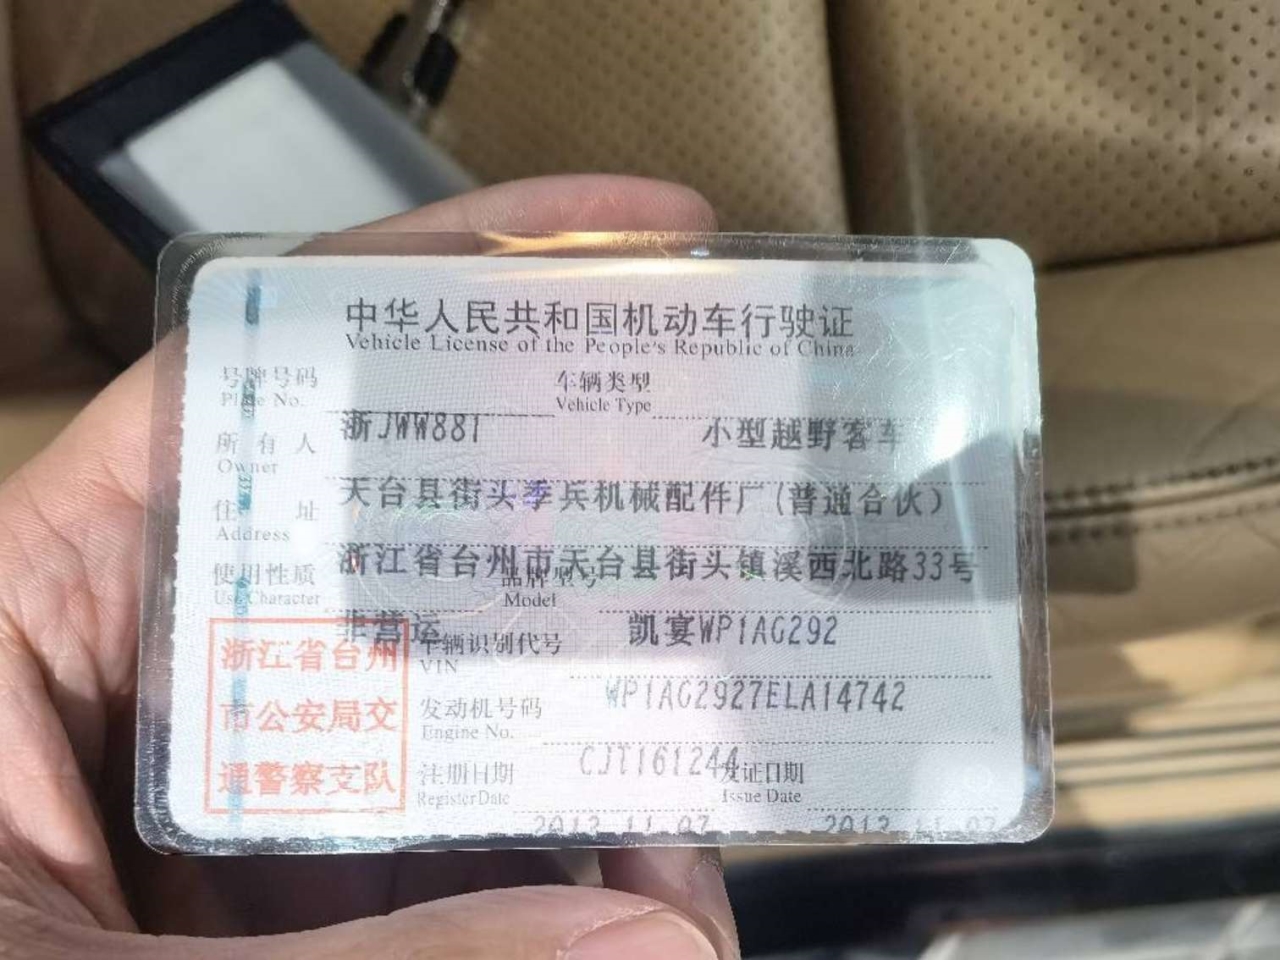 中华人民共和国机动车行驶证
Vehicle License of the People's Republic of China
号牌号码 车辆类型
Plate No. Vehicle Type
浙JWW881 小型越野客车
所有人
Owner
天台县街头季兵机械配件厂(普通合伙)
住址
Address
浙江省台州市天台县街头镇溪西北路33号
使用性质 品牌型号
Use Character Model
非营运 凯宴WP1AG292
浙江省台州
市公安局交
通警察支队
车辆识别代号
VIN
WP1AG2927ELA14742
发动机号码
Engine No.
CJT161244
注册日期 发证日期
Register Date Issue Date
2013-11-07 2013-11-07